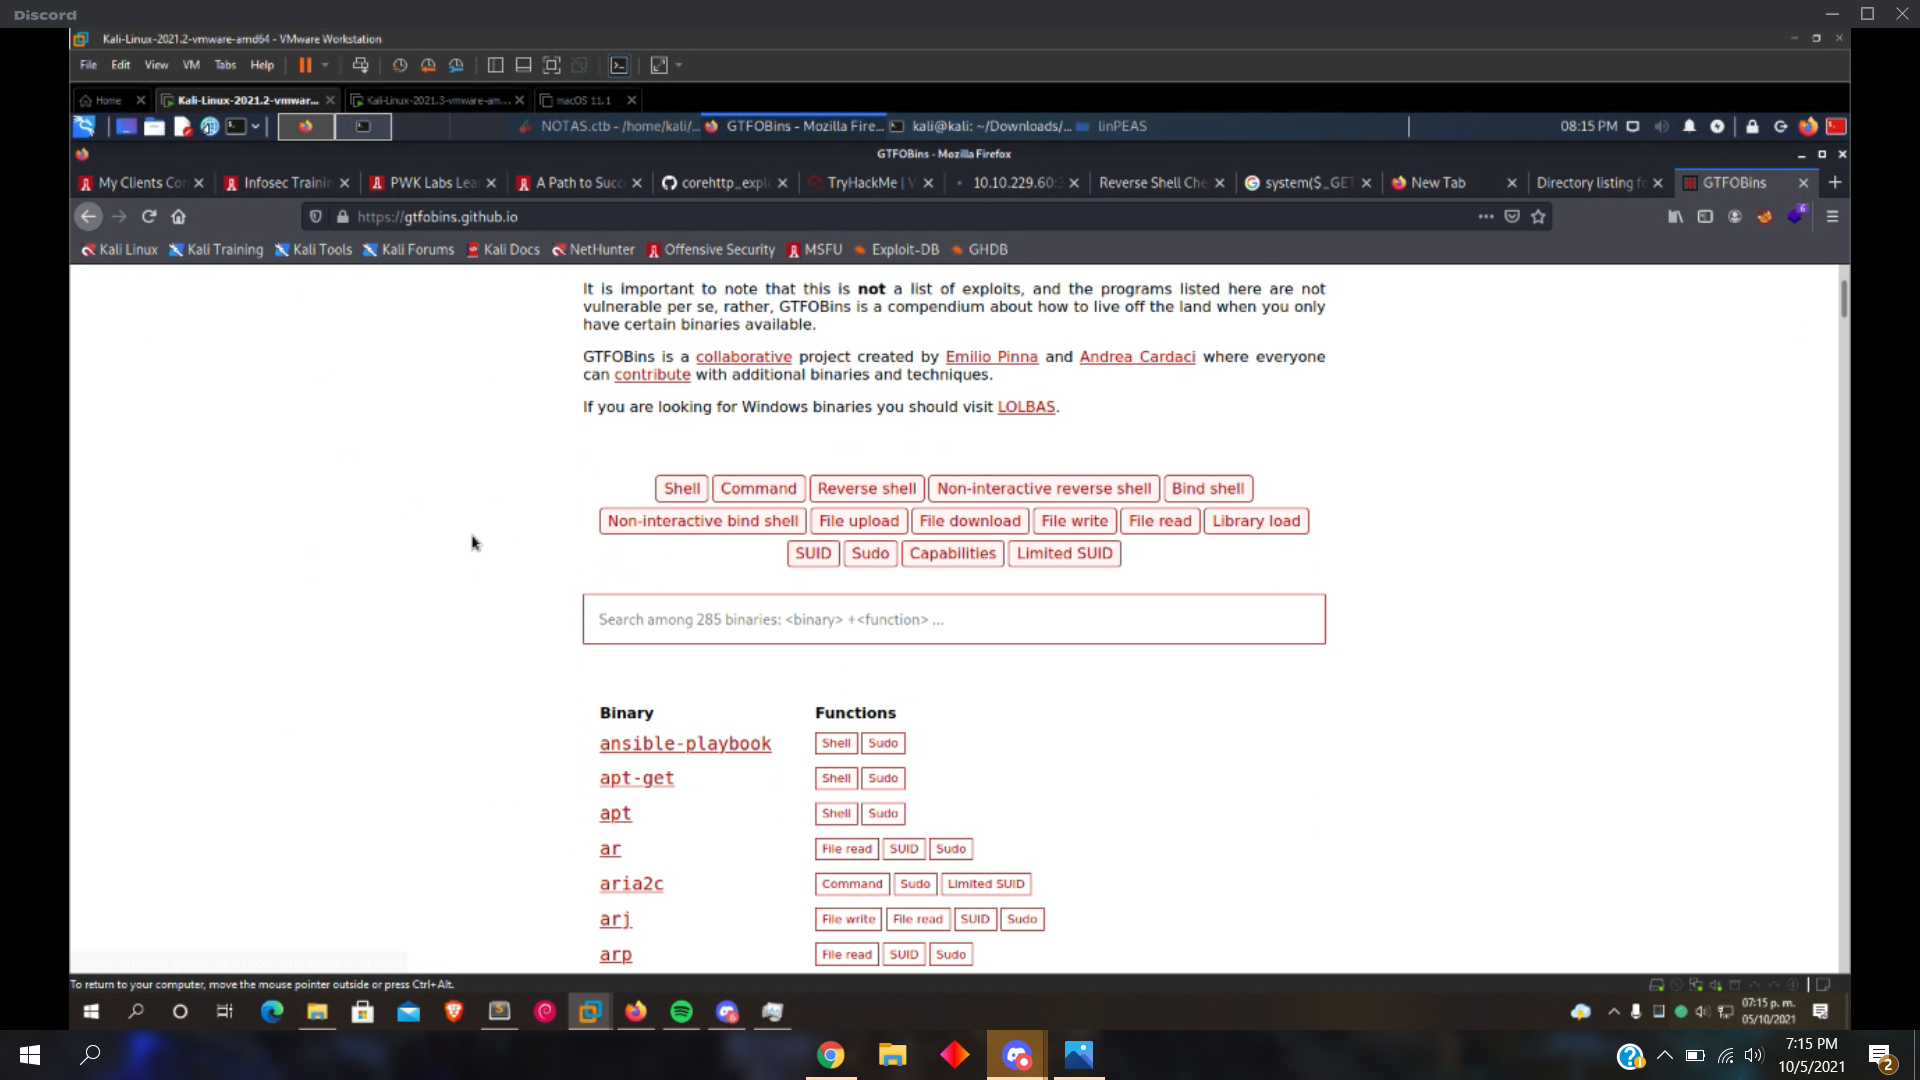 Discord
Kali-Linux-2021.2-vmware-amd64 - VMware Workstation
File Edit View VM Tabs Help
Home Kali-Linux-2021.2-vmwar... Kali-Linux-2021.3-vmware-am... macOS 11.1
NOTAS.ctb - /home/kali/... GTFOBins - Mozilla Fire... kali@kali: ~/Downloads/... linPEAS 08:15 PM
GTFOBins - Mozilla Firefox
My Clients Con Infosec Trainin PWK Labs Lea A Path to Succ corehttp_explo TryHackMe | V 10.10.229.60: Reverse Shell Che system($_GET New Tab Directory listing fo GTFOBins
https://gtfobins.github.io
6
Kali Linux Kali Training Kali Tools Kali Forums Kali Docs NetHunter Offensive Security MSFU Exploit-DB GHDB
It is important to note that this is not a list of exploits, and the programs listed here are not
vulnerable per se, rather, GTFOBins is a compendium about how to live off the land when you only
have certain binaries available.
GTFOBins is a collaborative project created by Emilio Pinna and Andrea Cardaci where everyone
can contribute with additional binaries and techniques.
If you are looking for Windows binaries you should visit LOLBAS.
Shell Command Reverse shell Non-interactive reverse shell Bind shell
Non-interactive bind shell File upload File download File write File read Library load
SUID Sudo Capabilities Limited SUID
Search among 285 binaries: <binary> +<function> ...
Binary Functions
ansible-playbook Shell Sudo
apt-get Shell Sudo
apt Shell Sudo
ar File read SUID Sudo
aria2c Command Sudo Limited SUID
arj File write File read SUID Sudo
arp File read SUID Sudo
To return to your computer, move the mouse pointer outside or press Ctrl+Alt.
07:15 p. m.
05/10/2021
7:15 PM
10/5/2021
2